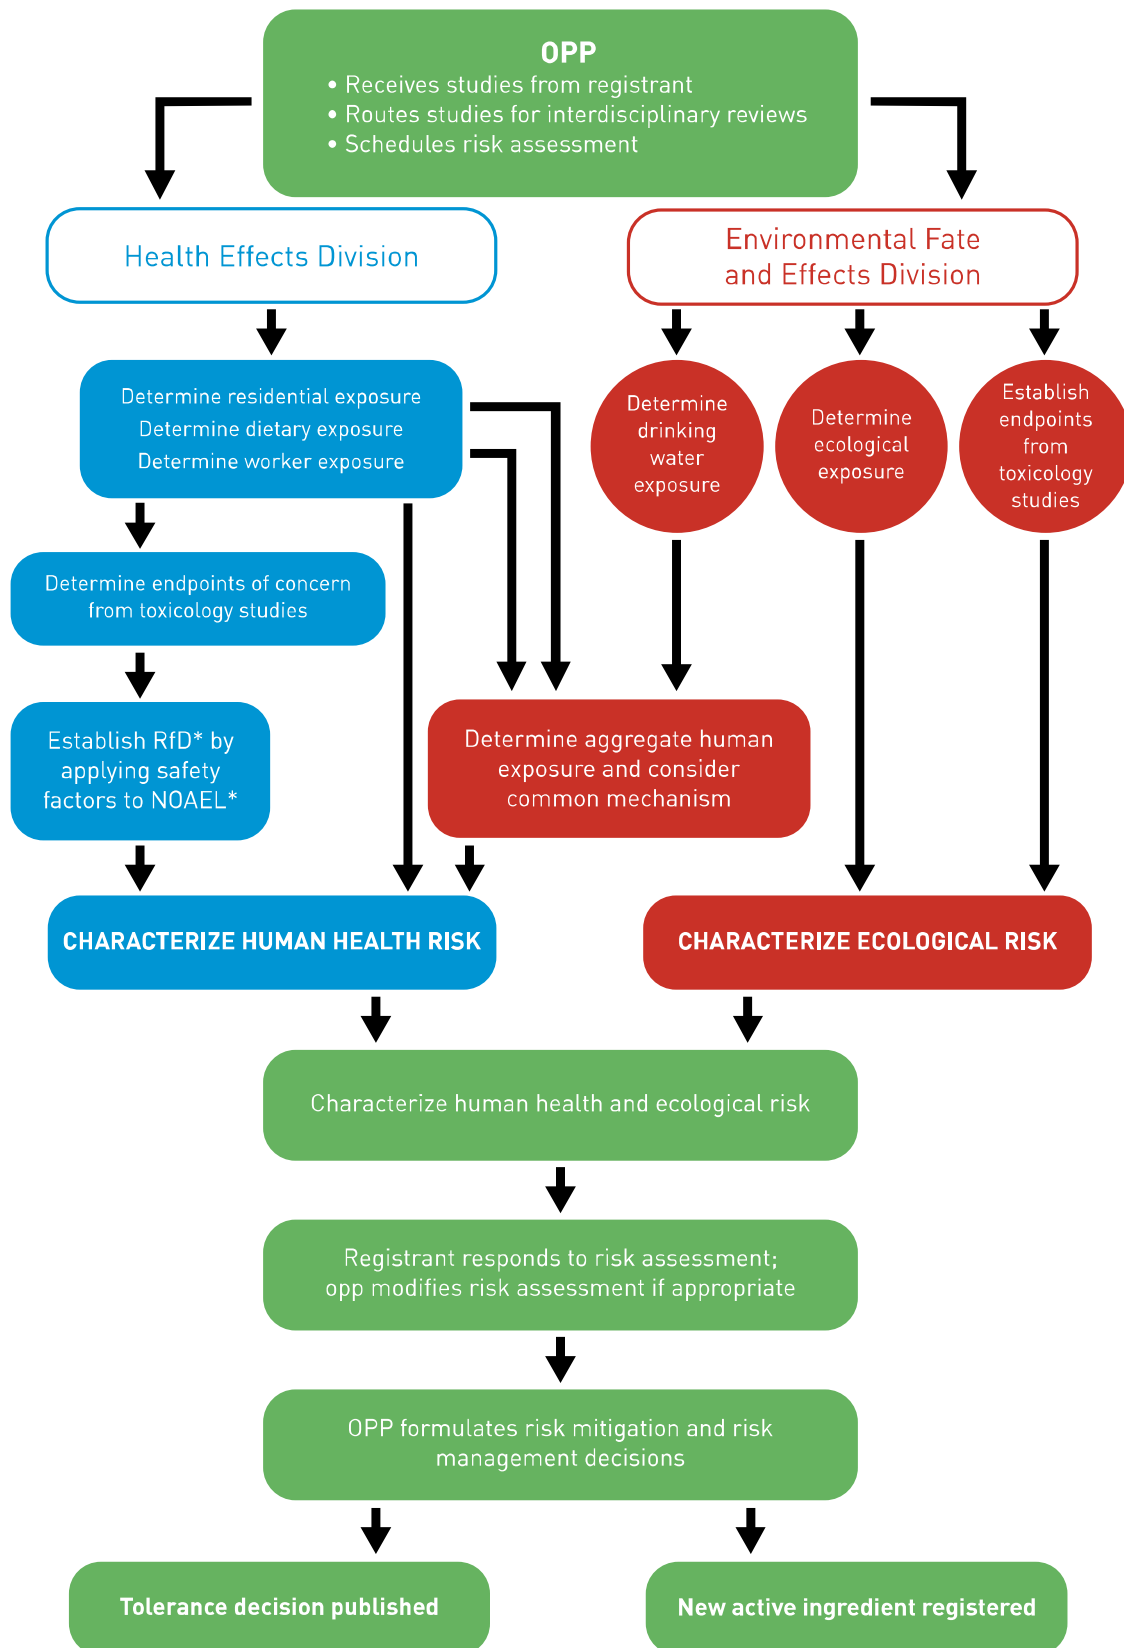 OPP
• Receives studies from registrant
• Routes studies for interdisciplinary reviews
• Schedules risk assessment
Health Effects Division
Environmental Fate
and Effects Division
Determine residential exposure
Determine dietary exposure
Determine worker exposure
Determine
drinking
water
exposure
Determine
ecological
exposure
Establish
endpoints
from
toxicology
studies
Determine endpoints of concern
from toxicology studies
Establish RfD* by
applying safety
factors to NOAEL*
Determine aggregate human
exposure and consider
common mechanism
CHARACTERIZE HUMAN HEALTH RISK
CHARACTERIZE ECOLOGICAL RISK
Characterize human health and ecological risk
Registrant responds to risk assessment;
opp modifies risk assessment if appropriate
OPP formulates risk mitigation and risk
management decisions
Tolerance decision published
New active ingredient registered